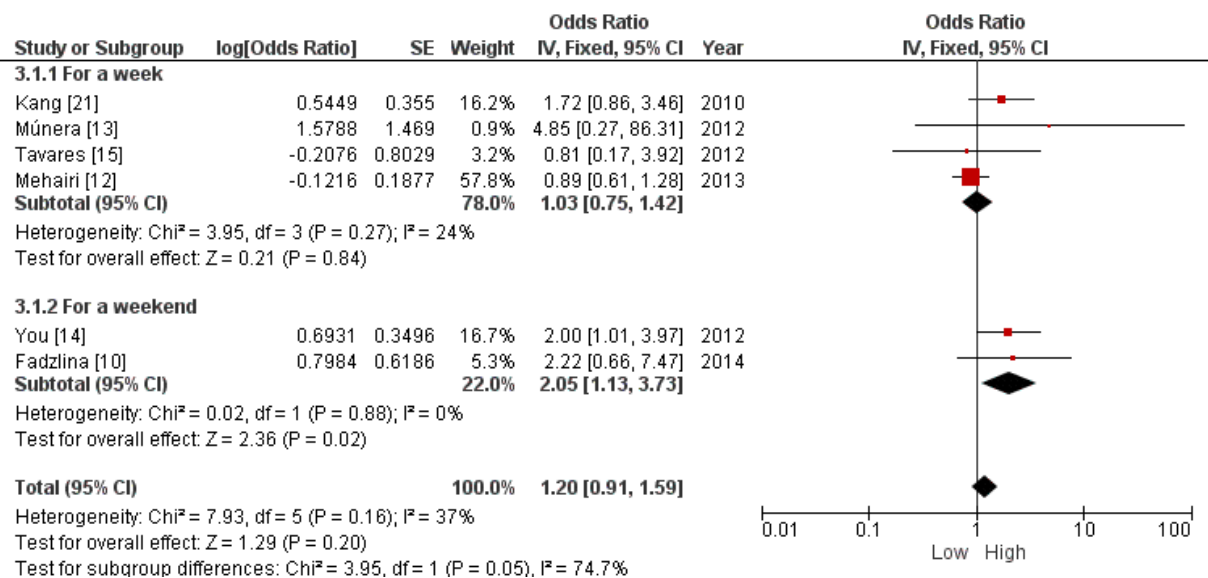 Odds Ratio Odds Ratio
Study or Subgroup log[Odds Ratio] SE Weight IV, Fixed, 95% CI Year IV, Fixed, 95% CI
3.1.1 For a week
Kang [21] 0.5449 0.355 16.2% 1.72 [0.86, 3.46] 2010
Múnera [13] 1.5788 1.469 0.9% 4.85 [0.27, 86.31] 2012
Tavares [15] -0.2076 0.8029 3.2% 0.81 [0.17, 3.92] 2012
Mehairi [12] -0.1216 0.1877 57.8% 0.89 [0.61, 1.28] 2013
Subtotal (95% CI) 78.0% 1.03 [0.75, 1.42]
Heterogeneity: Chi² = 3.95, df = 3 (P = 0.27); I² = 24%
Test for overall effect: Z = 0.21 (P = 0.84)
3.1.2 For a weekend
You [14] 0.6931 0.3496 16.7% 2.00 [1.01, 3.97] 2012
Fadzlina [10] 0.7984 0.6186 5.3% 2.22 [0.66, 7.47] 2014
Subtotal (95% CI) 22.0% 2.05 [1.13, 3.73]
Heterogeneity: Chi² = 0.02, df = 1 (P = 0.88); I² = 0%
Test for overall effect: Z = 2.36 (P = 0.02)
Total (95% CI) 100.0% 1.20 [0.91, 1.59]
Heterogeneity: Chi² = 7.93, df = 5 (P = 0.16); I² = 37%
Test for overall effect: Z = 1.29 (P = 0.20)
Test for subgroup differences: Chi² = 3.95, df = 1 (P = 0.05), I² = 74.7%
0.01 0.1 1 10 100
Low High